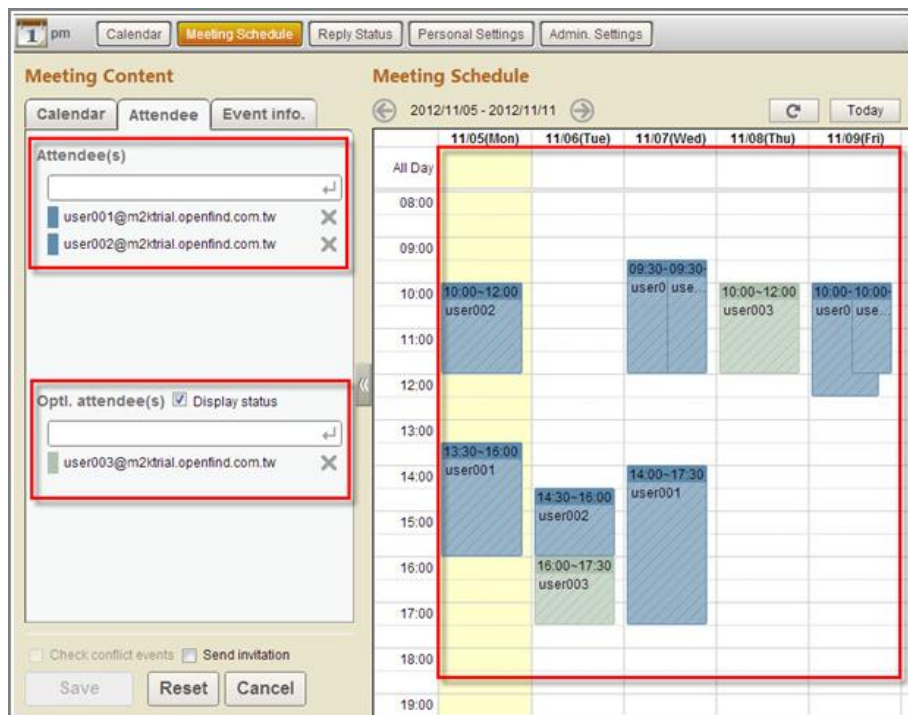 1 pm Calendar Meeting Schedule Reply Status Personal Settings Admin. Settings
Meeting Content
Calendar Attendee Event info.
Attendee(s)
user001@m2ktrial.openfind.com.tw
user002@m2ktrial.openfind.com.tw
Optl. attendee(s) Display status
user003@m2ktrial.openfind.com.tw
Check conflict events Send invitation
Save Reset Cancel
Meeting Schedule
2012/11/05 - 2012/11/11 Today
11/05(Mon) 11/06(Tue) 11/07(Wed) 11/08(Thu) 11/09(Fri)
All Day
08:00
09:00
09:30- 09:30-
user0 use...
10:00 10:00~12:00 10:00~12:00 10:00- 10:00-
user002 user003 user0 use...
11:00
12:00
13:00
13:30~16:00
14:00 user001 14:00~17:30
user001
14:30~16:00
15:00 user002
16:00 16:00~17:30
user003
17:00
18:00
19:00